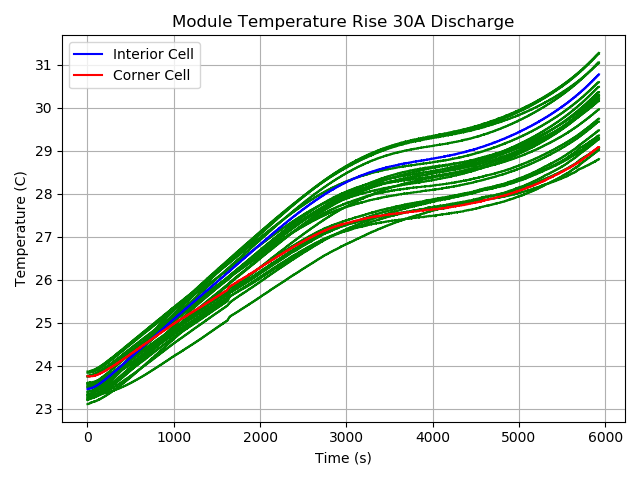 Module Temperature Rise 30A Discharge
Interior Cell
Corner Cell
Temperature (C)
31
30
29
28
27
26
25
24
23
0 1000 2000 3000 4000 5000 6000
Time (s)